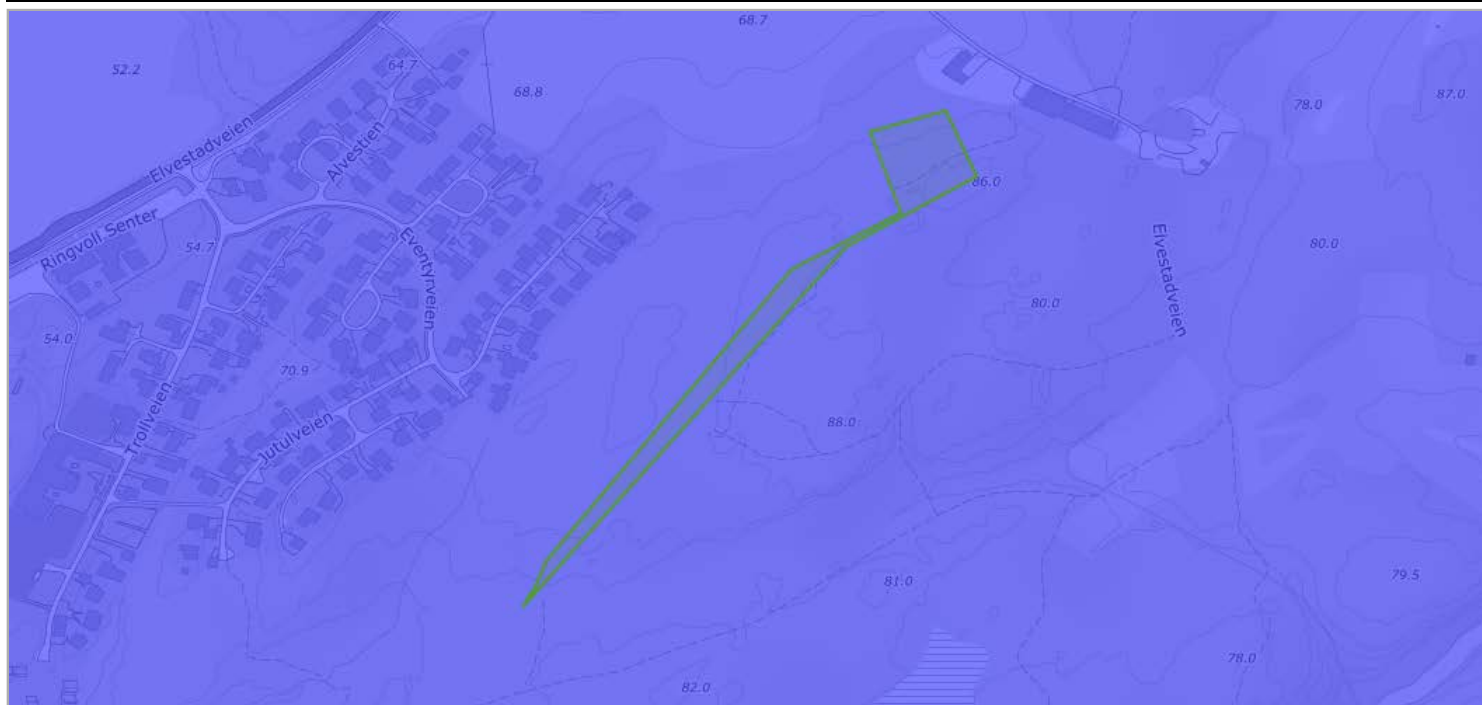 68.7
52.2
64.7
87.0
68.8
78.0
Elvestadveien
Alvestien
86.0
Ringvoll Senter
54.7
Eventyrveien
Elvestadveien
80.0
80.0
54.0
70.9
Trollveien
Jutulveien
88.0
81.0
79.5
78.0
82.0